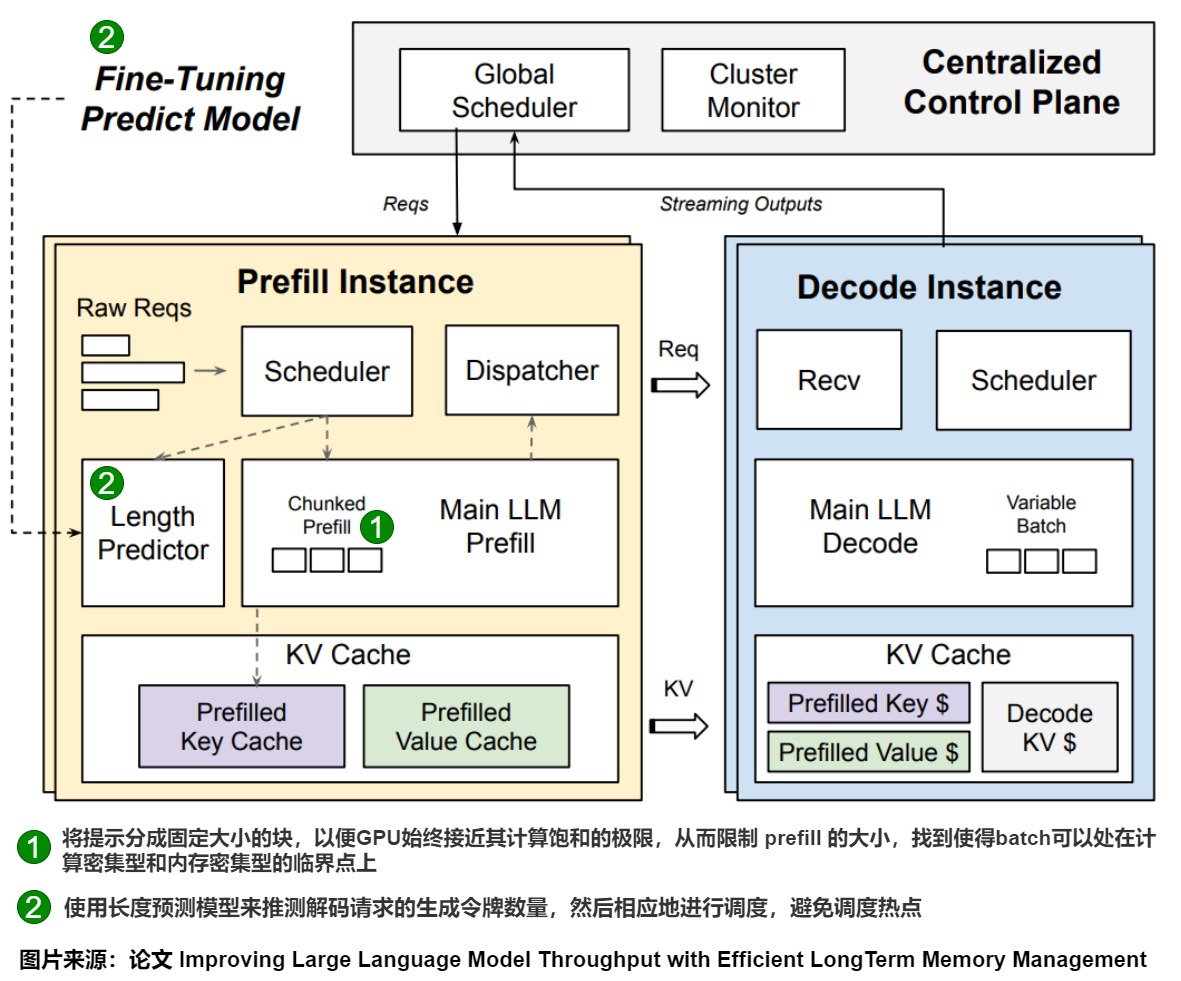 2
Fine-Tuning
Predict Model
Global
Scheduler
Cluster
Monitor
Centralized
Control Plane
Reqs
Streaming Outputs
Prefill Instance
Raw Reqs
Scheduler
Dispatcher
2
Length
Predictor
Chunked
Prefill
1
Main LLM
Prefill
KV Cache
Prefilled
Key Cache
Prefilled
Value Cache
Req
KV
Decode Instance
Recv
Scheduler
Main LLM
Decode
Variable
Batch
KV Cache
Prefilled Key $
Prefilled Value $
Decode
KV $
1 将提示分成固定大小的块，以便GPU始终接近其计算饱和的极限，从而限制 prefill 的大小，找到使得batch可以处在计
算密集型和内存密集型的临界点上
2 使用长度预测模型来推测解码请求的生成令牌数量，然后相应地进行调度，避免调度热点
图片来源：论文 Improving Large Language Model Throughput with Efficient LongTerm Memory Management